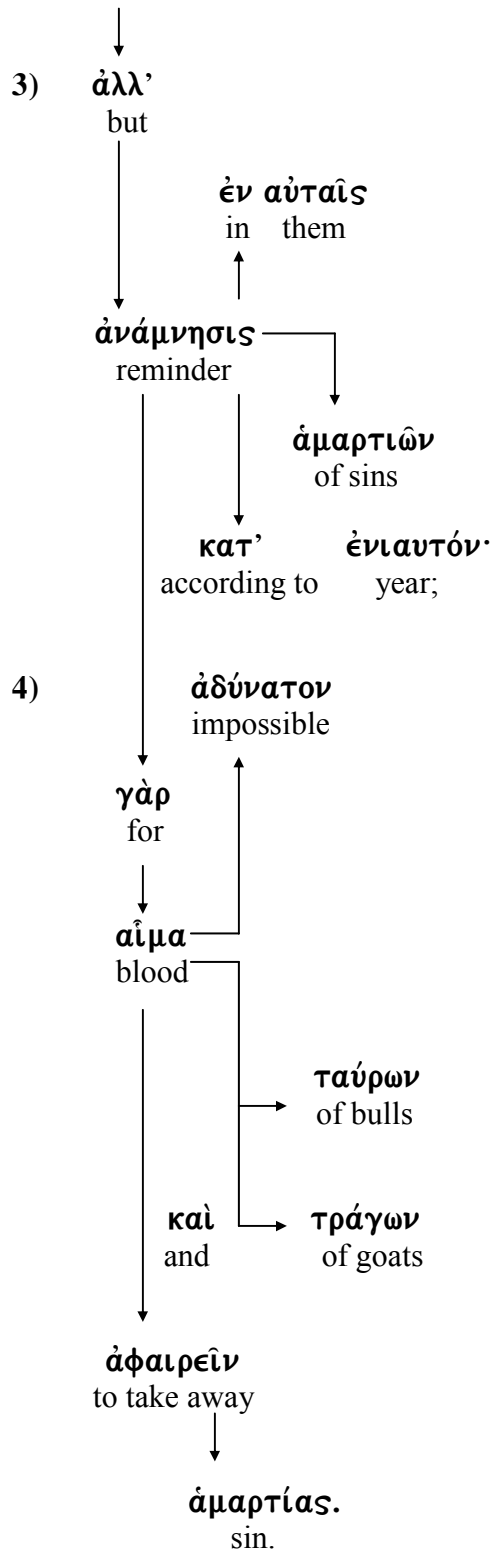 3) ἀλλ’
but
ἐν αὐταῖς
in them
ἀνάμνησις
reminder
ἁμαρτιῶν
of sins
κατ’ ἐνιαυτόν·
according to year;
4) ἀδύνατον
impossible
γὰρ
for
αἷμα
blood
ταύρων
of bulls
καὶ τράγων
and of goats
ἀφαιρεῖν
to take away
ἁμαρτίας.
sin.